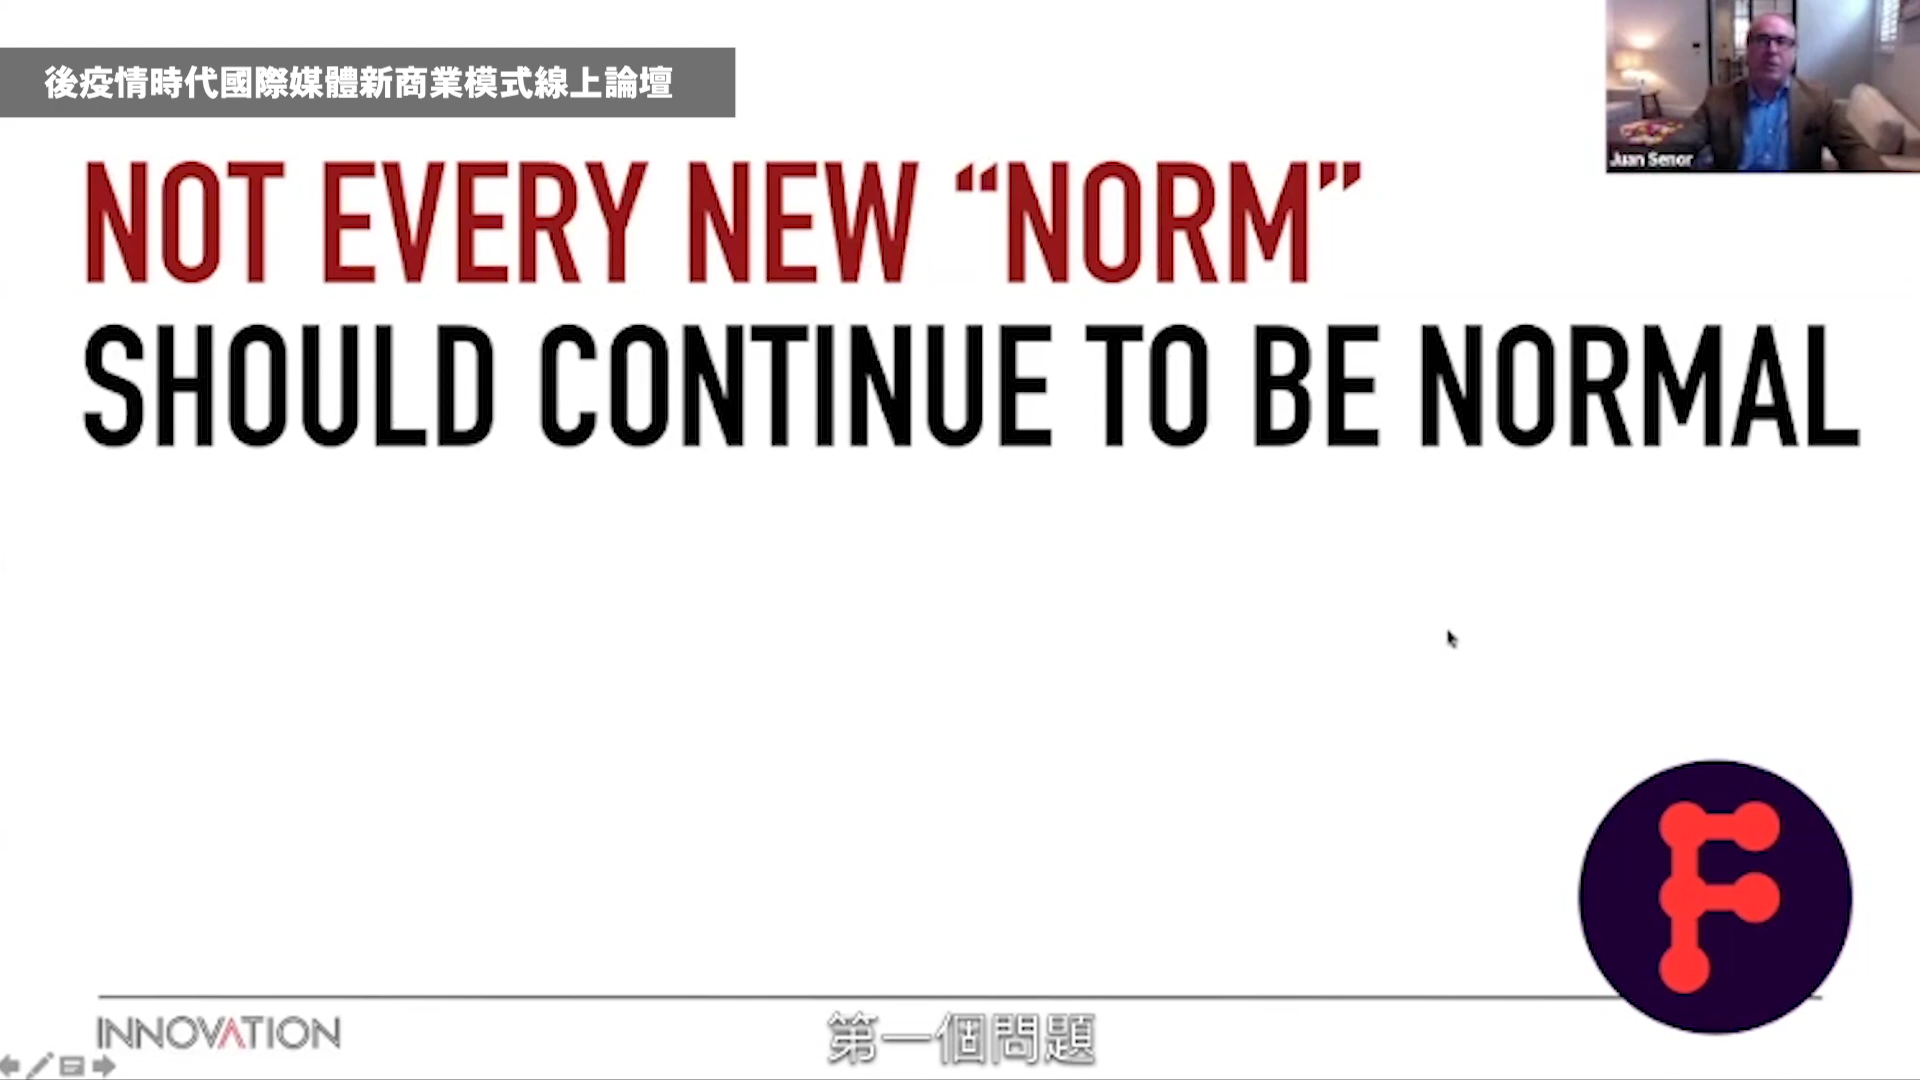 後疫情時代國際媒體新商業模式線上論壇
Juan Senor
NOT EVERY NEW “NORM”
SHOULD CONTINUE TO BE NORMAL
INNOVATION
第一個問題